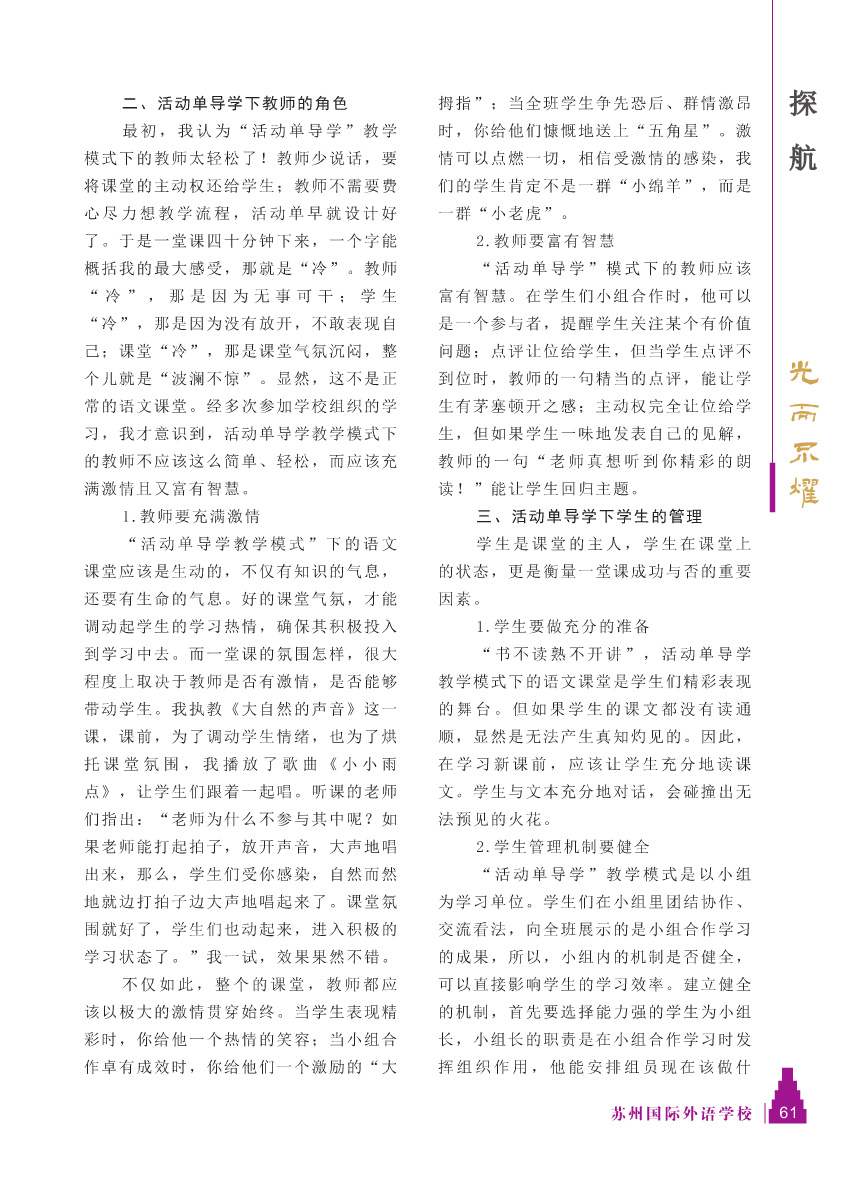 二、活动单导学下教师的角色
最初，我认为“活动单导学”教学
模式下的教师太轻松了！教师少说话，要
将课堂的主动权还给学生；教师不需要费
心尽力想教学流程，活动单早就设计好
了。于是一堂课四十分钟下来，一个字能
概括我的最大感受，那就是“冷”。教师
“冷”，那是因为无事可干；学生
“冷”，那是因为没有放开，不敢表现自
己；课堂“冷”，那是课堂气氛沉闷，整
个儿就是“波澜不惊”。显然，这不是正
常的语文课堂。经多次参加学校组织的学
习，我才意识到，活动单导学教学模式下
的教师不应该这么简单、轻松，而应该充
满激情且又富有智慧。
1.教师要充满激情
“活动单导学教学模式”下的语文
课堂应该是生动的，不仅有知识的气息，
还要有生命的气息。好的课堂气氛，才能
调动起学生的学习热情，确保其积极投入
到学习中去。而一堂课的氛围怎样，很大
程度上取决于教师是否有激情，是否能够
带动学生。我执教《大自然的声音》这一
课，课前，为了调动学生情绪，也为了烘
托课堂氛围，我播放了歌曲《小小雨
点》，让学生们跟着一起唱。听课的老师
们指出：“老师为什么不参与其中呢？如
果老师能打起拍子，放开声音，大声地唱
出来，那么，学生们受你感染，自然而然
地就边打拍子边大声地唱起来了。课堂氛
围就好了，学生们也动起来，进入积极的
学习状态了。”我一试，效果果然不错。
不仅如此，整个的课堂，教师都应
该以极大的激情贯穿始终。当学生表现精
彩时，你给他一个热情的笑容；当小组合
作卓有成效时，你给他们一个激励的“大
拇指”；当全班学生争先恐后、群情激昂
时，你给他们慷慨地送上“五角星”。激
情可以点燃一切，相信受激情的感染，我
们的学生肯定不是一群“小绵羊”，而是
一群“小老虎”。
2.教师要富有智慧
“活动单导学”模式下的教师应该
富有智慧。在学生们小组合作时，他可以
是一个参与者，提醒学生关注某个有价值
问题；点评让位给学生，但当学生点评不
到位时，教师的一句精当的点评，能让学
生有茅塞顿开之感；主动权完全让位给学
生，但如果学生一味地发表自己的见解，
教师的一句“老师真想听到你精彩的朗
读！”能让学生回归主题。
三、活动单导学下学生的管理
学生是课堂的主人，学生在课堂上
的状态，更是衡量一堂课成功与否的重要
因素。
1.学生要做充分的准备
“书不读熟不开讲”，活动单导学
教学模式下的语文课堂是学生们精彩表现
的舞台。但如果学生的课文都没有读通
顺，显然是无法产生真知灼见的。因此，
在学习新课前，应该让学生充分地读课
文。学生与文本充分地对话，会碰撞出无
法预见的火花。
2.学生管理机制要健全
“活动单导学”教学模式是以小组
为学习单位。学生们在小组里团结协作、
交流看法，向全班展示的是小组合作学习
的成果，所以，小组内的机制是否健全，
可以直接影响学生的学习效率。建立健全
的机制，首先要选择能力强的学生为小组
长，小组长的职责是在小组合作学习时发
挥组织作用，他能安排组员现在该做什
探航
光而不耀
苏州国际外语学校
61